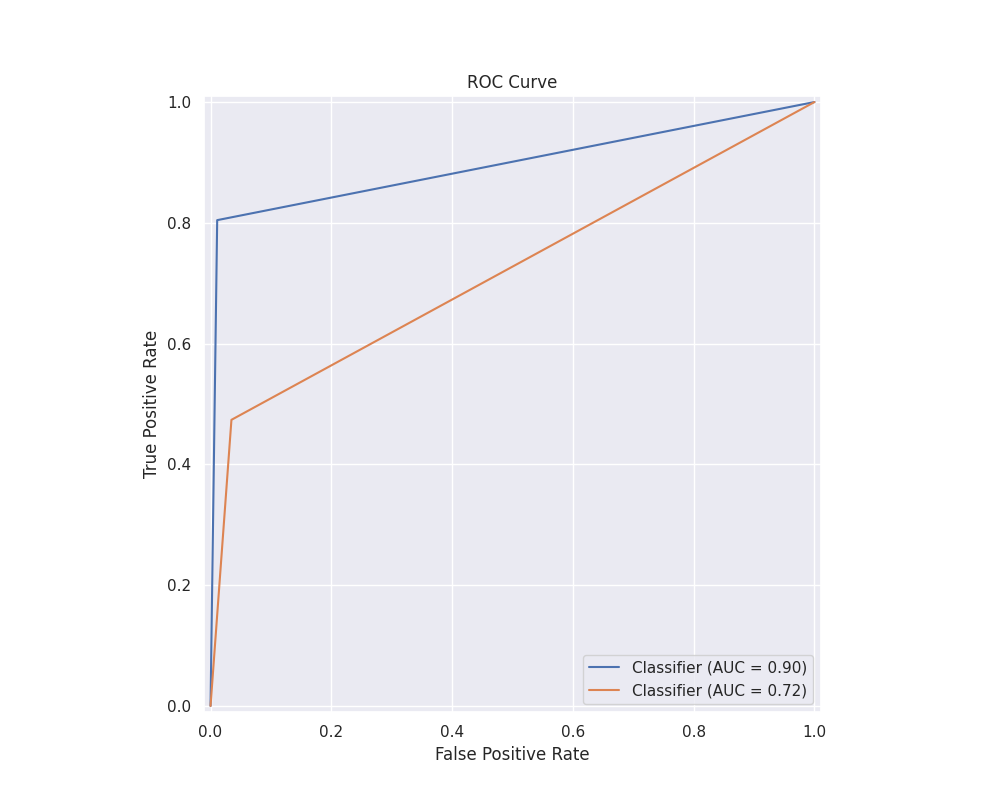 ROC Curve
1.0
0.8
0.6
0.4
0.2
0.0
True Positive Rate
0.0 0.2 0.4 0.6 0.8 1.0
False Positive Rate
Classifier (AUC = 0.90)
Classifier (AUC = 0.72)